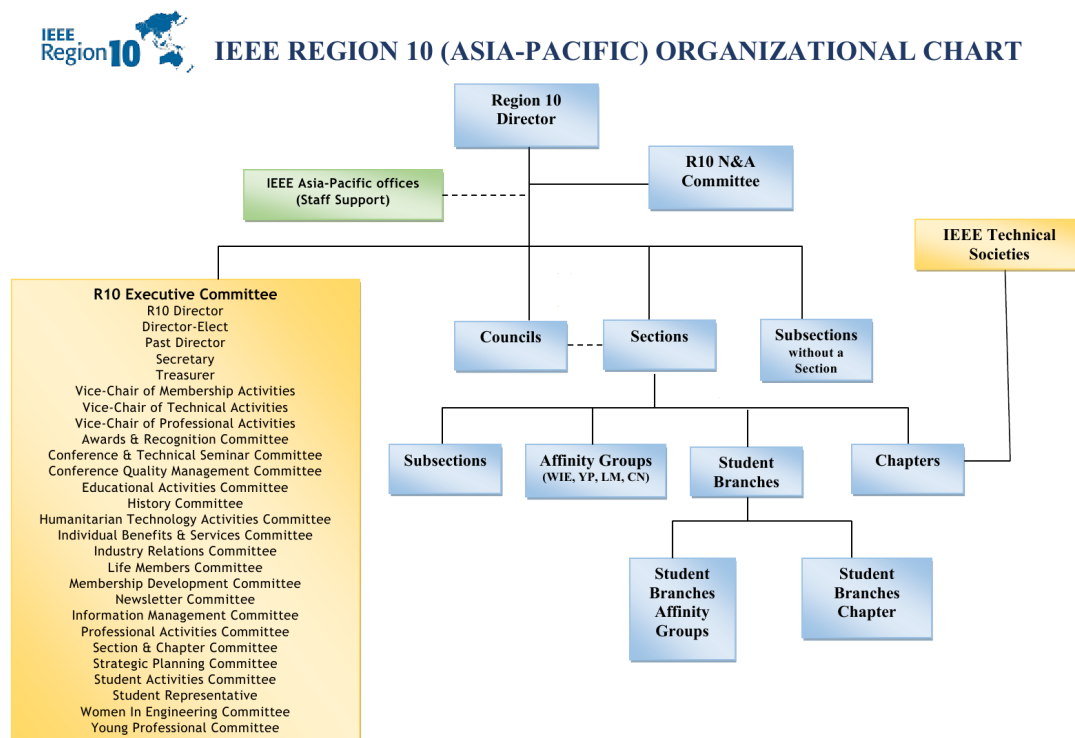 IEEE
Region 10
IEEE REGION 10 (ASIA-PACIFIC) ORGANIZATIONAL CHART
Region 10
Director
R10 N&A
Committee
IEEE Asia-Pacific offices
(Staff Support)
IEEE Technical
Societies
R10 Executive Committee
R10 Director
Director-Elect
Past Director
Secretary
Treasurer
Vice-Chair of Membership Activities
Vice-Chair of Technical Activities
Vice-Chair of Professional Activities
Awards & Recognition Committee
Conference & Technical Seminar Committee
Conference Quality Management Committee
Educational Activities Committee
History Committee
Humanitarian Technology Activities Committee
Individual Benefits & Services Committee
Industry Relations Committee
Life Members Committee
Membership Development Committee
Newsletter Committee
Information Management Committee
Professional Activities Committee
Section & Chapter Committee
Strategic Planning Committee
Student Activities Committee
Student Representative
Women In Engineering Committee
Young Professional Committee
Councils
Sections
Subsections
without a
Section
Subsections
Affinity Groups
(WIE, YP, LM, CN)
Student
Branches
Chapters
Student
Branches
Affinity
Groups
Student
Branches
Chapter